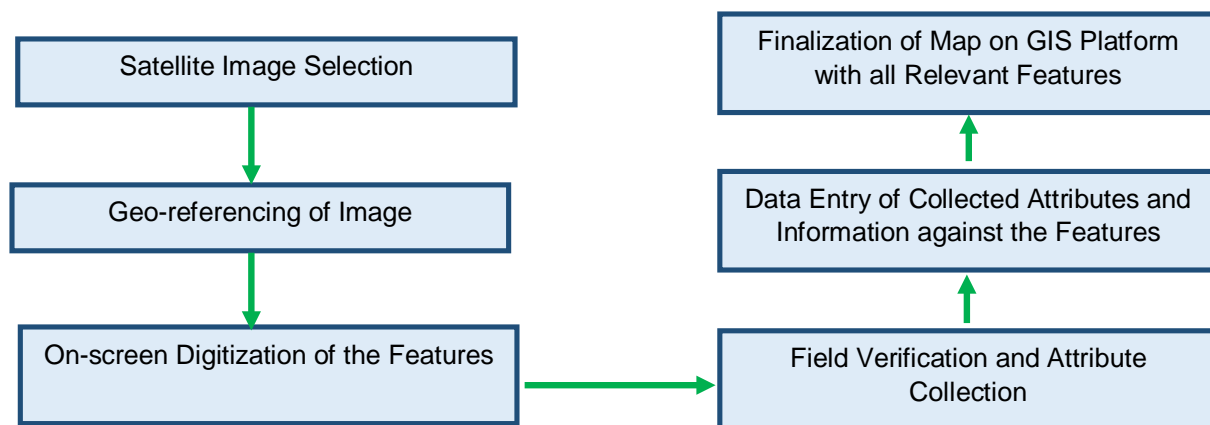 Satellite Image Selection
Geo-referencing of Image
On-screen Digitization of the Features
Finalization of Map on GIS Platform
with all Relevant Features
Data Entry of Collected Attributes and
Information against the Features
Field Verification and Attribute
Collection